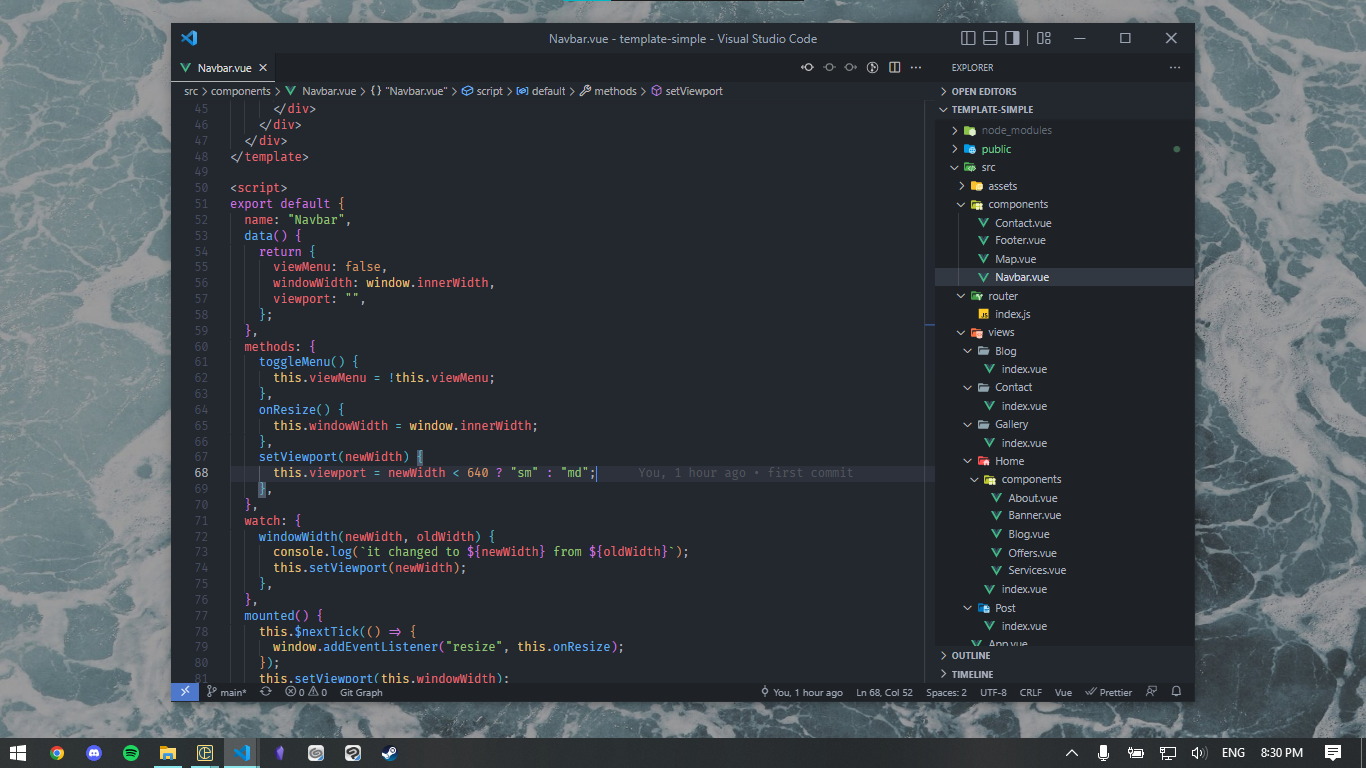 Navbar.vue - template-simple - Visual Studio Code
Navbar.vue
src > components > Navbar.vue > {} "Navbar.vue" > script > default > methods > setViewport
45 </div>
46 </div>
47 </div>
48 </template>
49
50 <script>
51 export default {
52 name: "Navbar",
53 data() {
54 return {
55 viewMenu: false,
56 windowWidth: window.innerWidth,
57 viewport: "",
58 };
59 },
60 methods: {
61 toggleMenu() {
62 this.viewMenu = !this.viewMenu;
63 },
64 onResize() {
65 this.windowWidth = window.innerWidth;
66 },
67 setViewport(newWidth) {
68 this.viewport = newWidth < 640 ? "sm" : "md"; You, 1 hour ago • first commit
69 },
70 },
71 watch: {
72 windowWidth(newWidth, oldWidth) {
73 console.log(`it changed to ${newWidth} from ${oldWidth}`);
74 this.setViewport(newWidth);
75 },
76 },
77 mounted() {
78 this.$nextTick(() => {
79 window.addEventListener("resize", this.onResize);
80 });
81 this.setViewport(this.windowWidth);
EXPLORER
OPEN EDITORS
TEMPLATE-SIMPLE
node_modules
public
src
assets
components
Contact.vue
Footer.vue
Map.vue
Navbar.vue
router
JS index.js
views
Blog
index.vue
Contact
index.vue
Gallery
index.vue
Home
components
About.vue
Banner.vue
Blog.vue
Offers.vue
Services.vue
index.vue
Post
index.vue
App.vue
OUTLINE
TIMELINE
main* 0 0 Git Graph You, 1 hour ago Ln 68, Col 52 Spaces: 2 UTF-8 CRLF Vue Prettier
ENG 8:30 PM